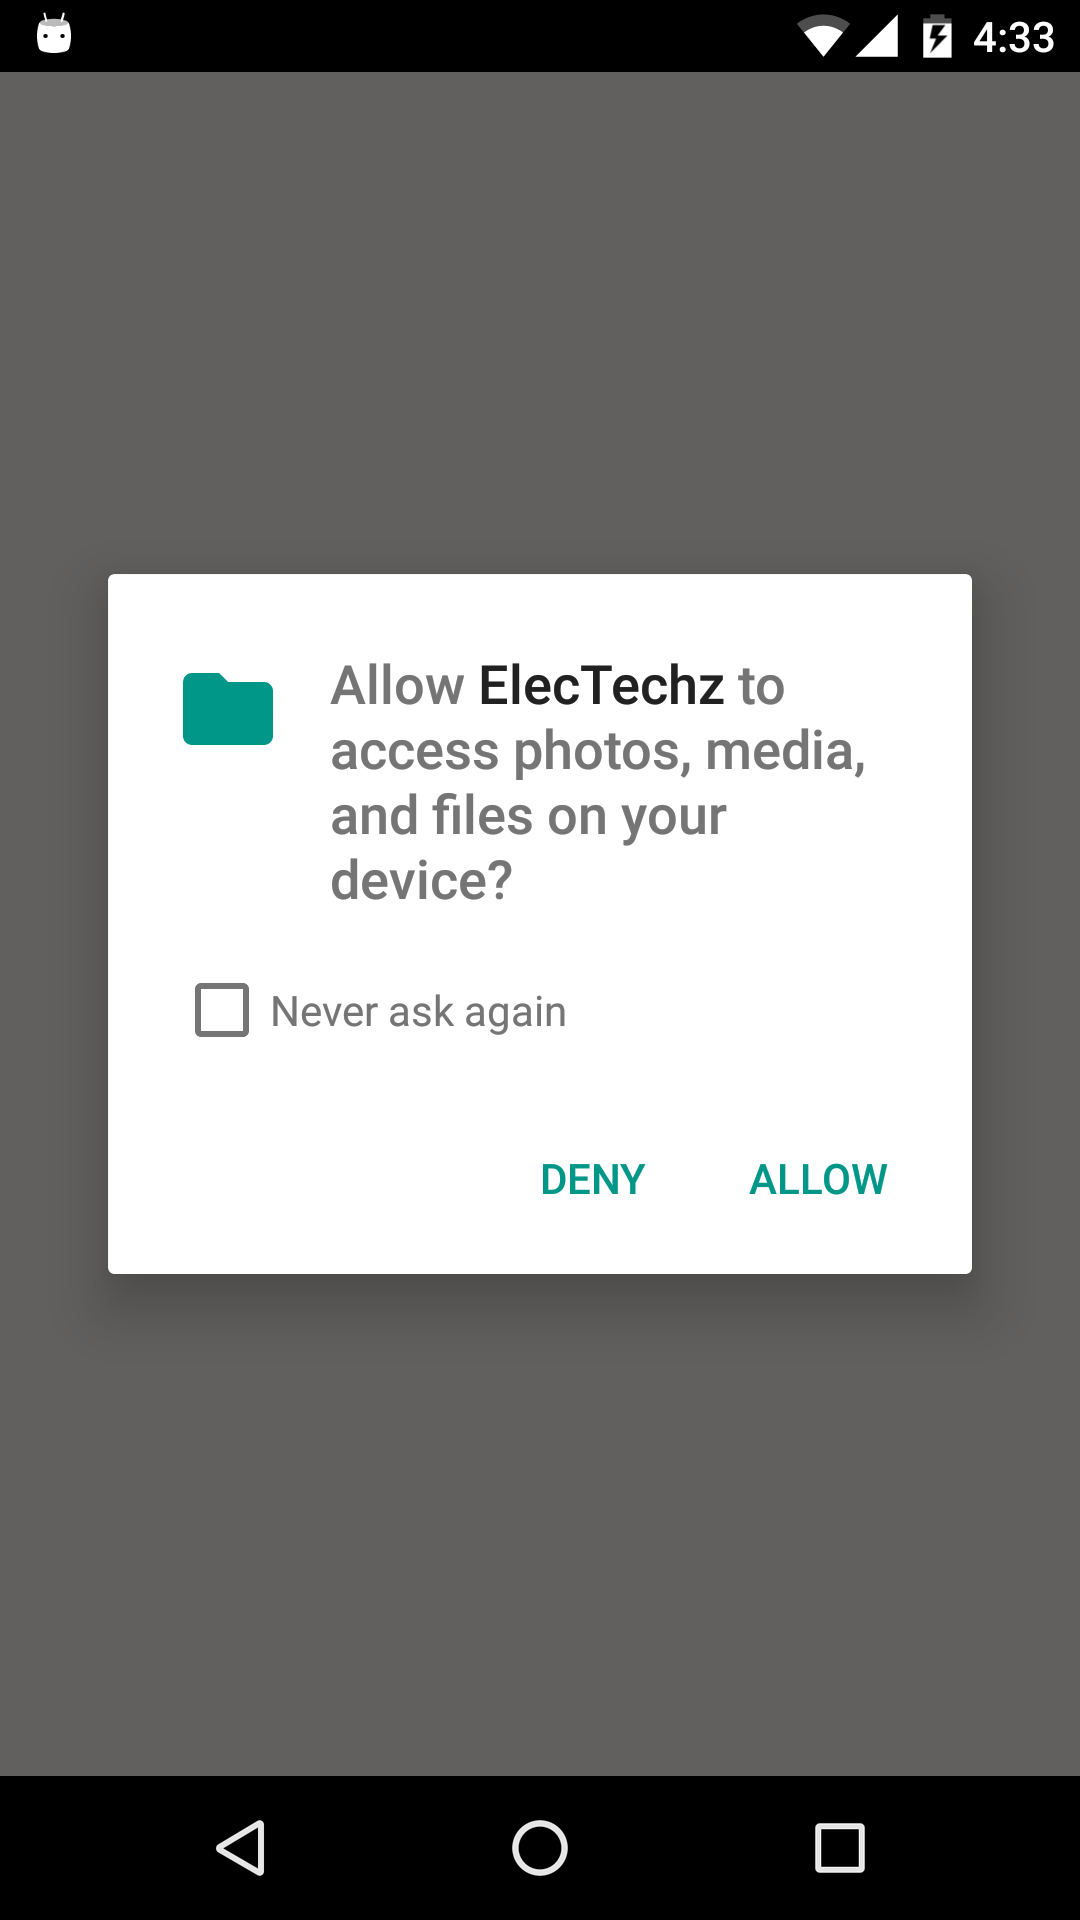 4:33
Allow ElecTechz to
access photos, media,
and files on your
device?
Never ask again
DENY ALLOW